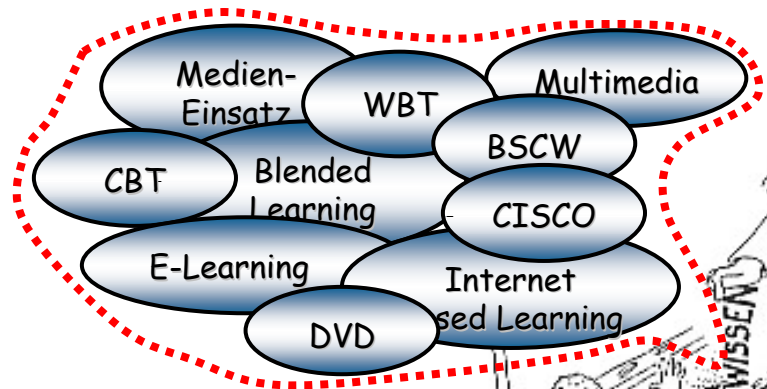 Medien-
Einsatz
WBT
Multimedia
BSCW
CBT
Blended
Learning
CISCO
E-Learning
Internet
sed Learning
DVD
WISSEN